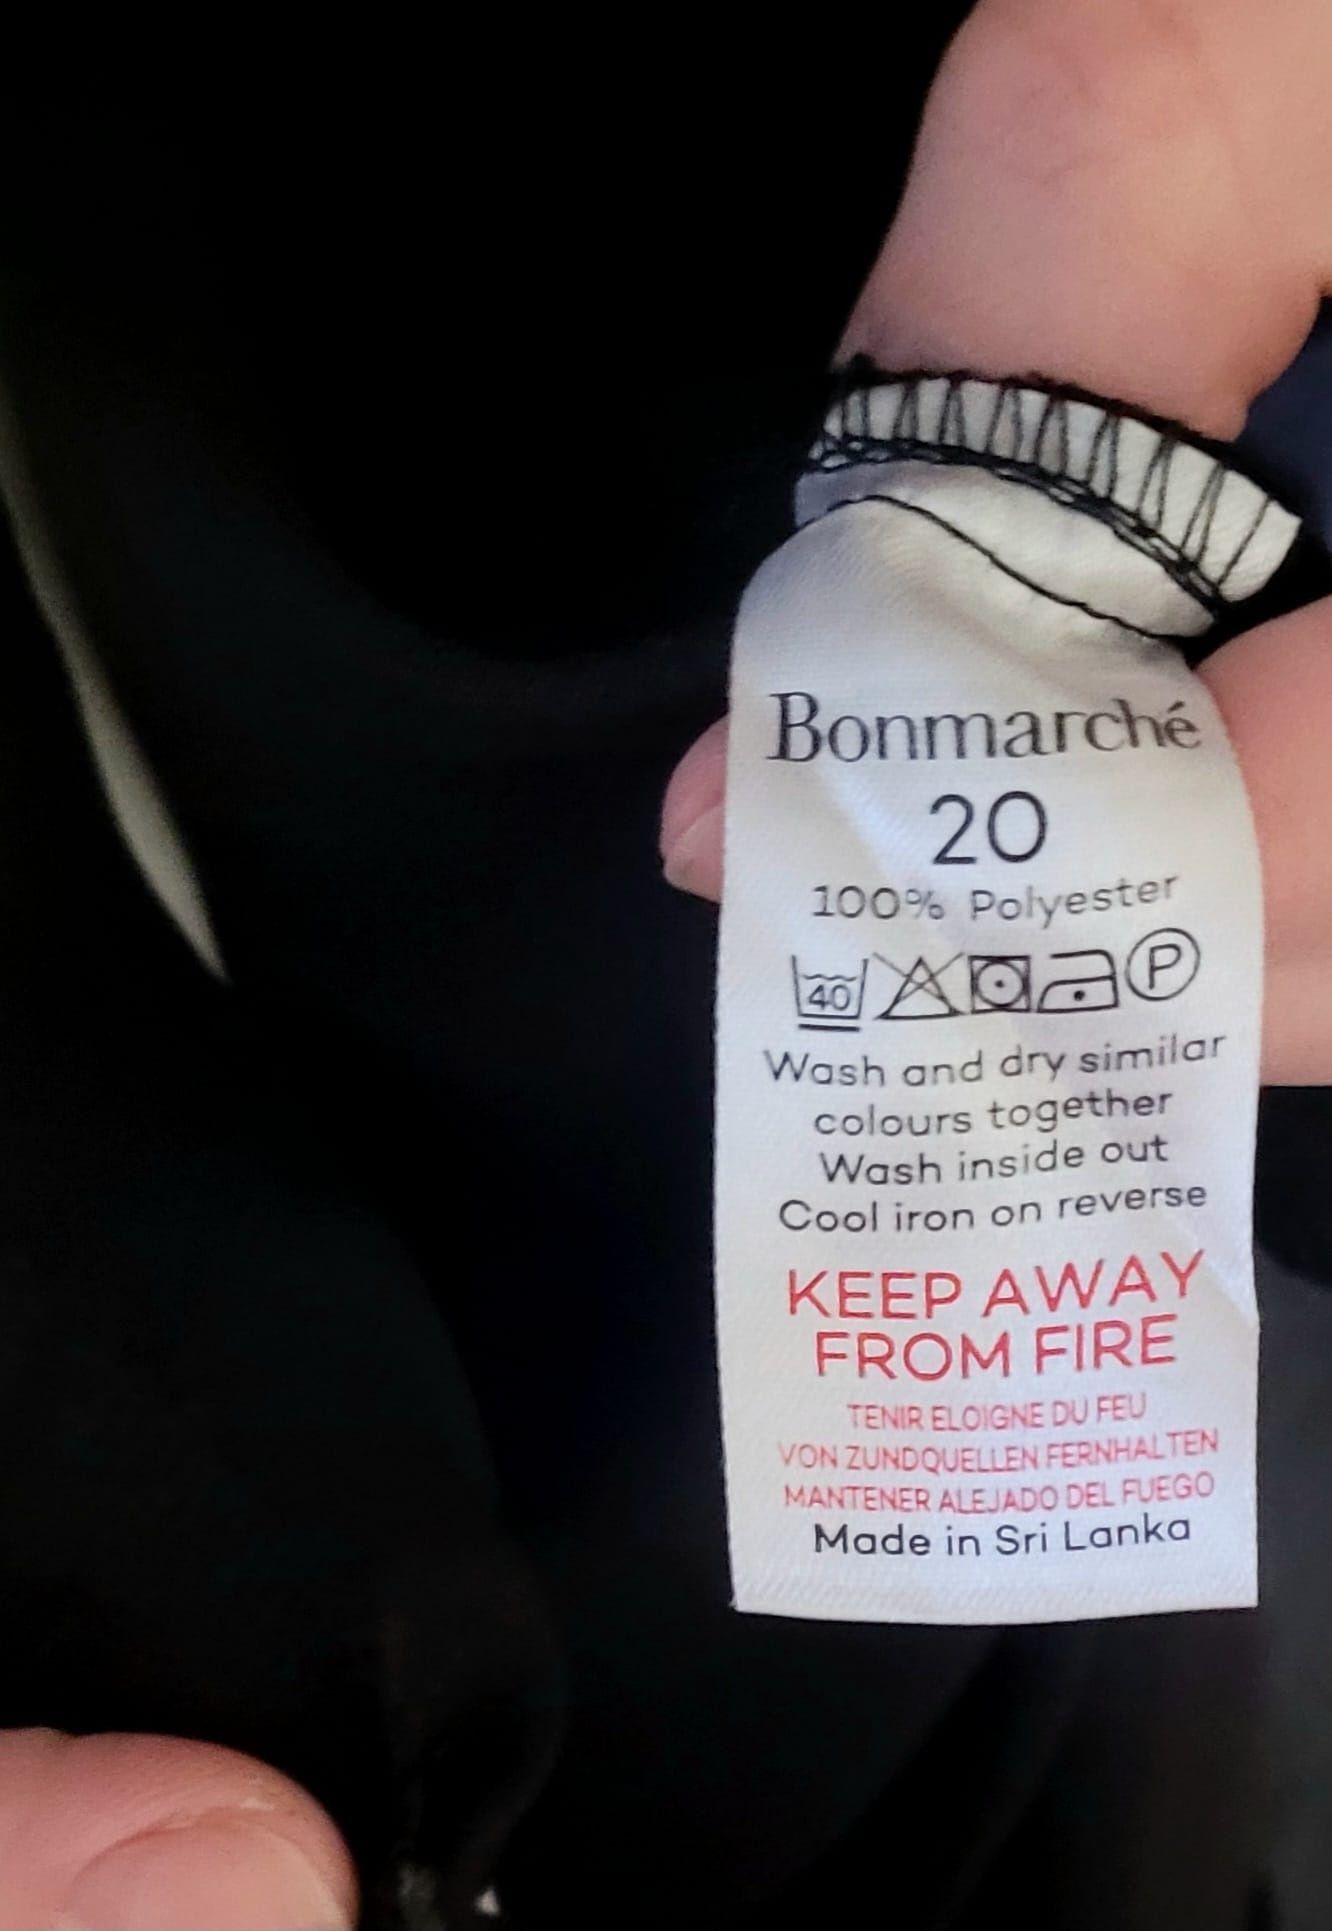 Bonmarché
20
100% Polyester
40 P
Wash and dry similar
colours together
Wash inside out
Cool iron on reverse
KEEP AWAY
FROM FIRE
TENIR ELOIGNE DU FEU
VON ZUNDQUELLEN FERNHALTEN
MANTENER ALEJADO DEL FUEGO
Made in Sri Lanka